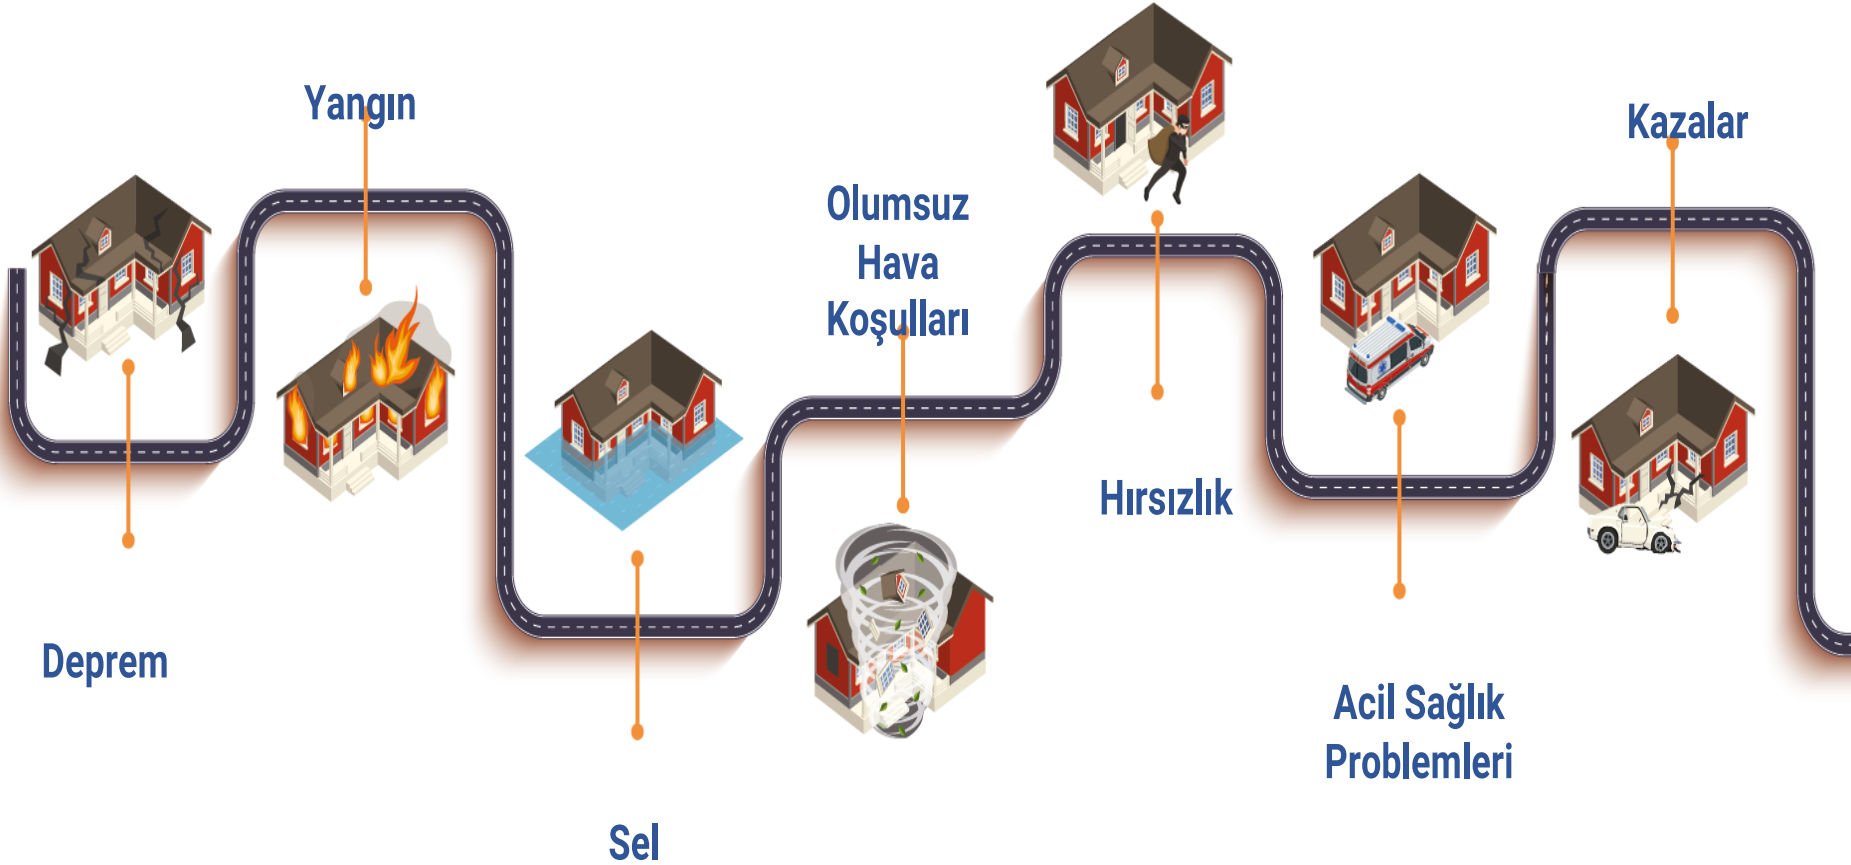 Deprem
Yangın
Sel
Olumsuz
Hava
Koşulları
Hırsızlık
Acil Sağlık
Problemleri
Kazalar